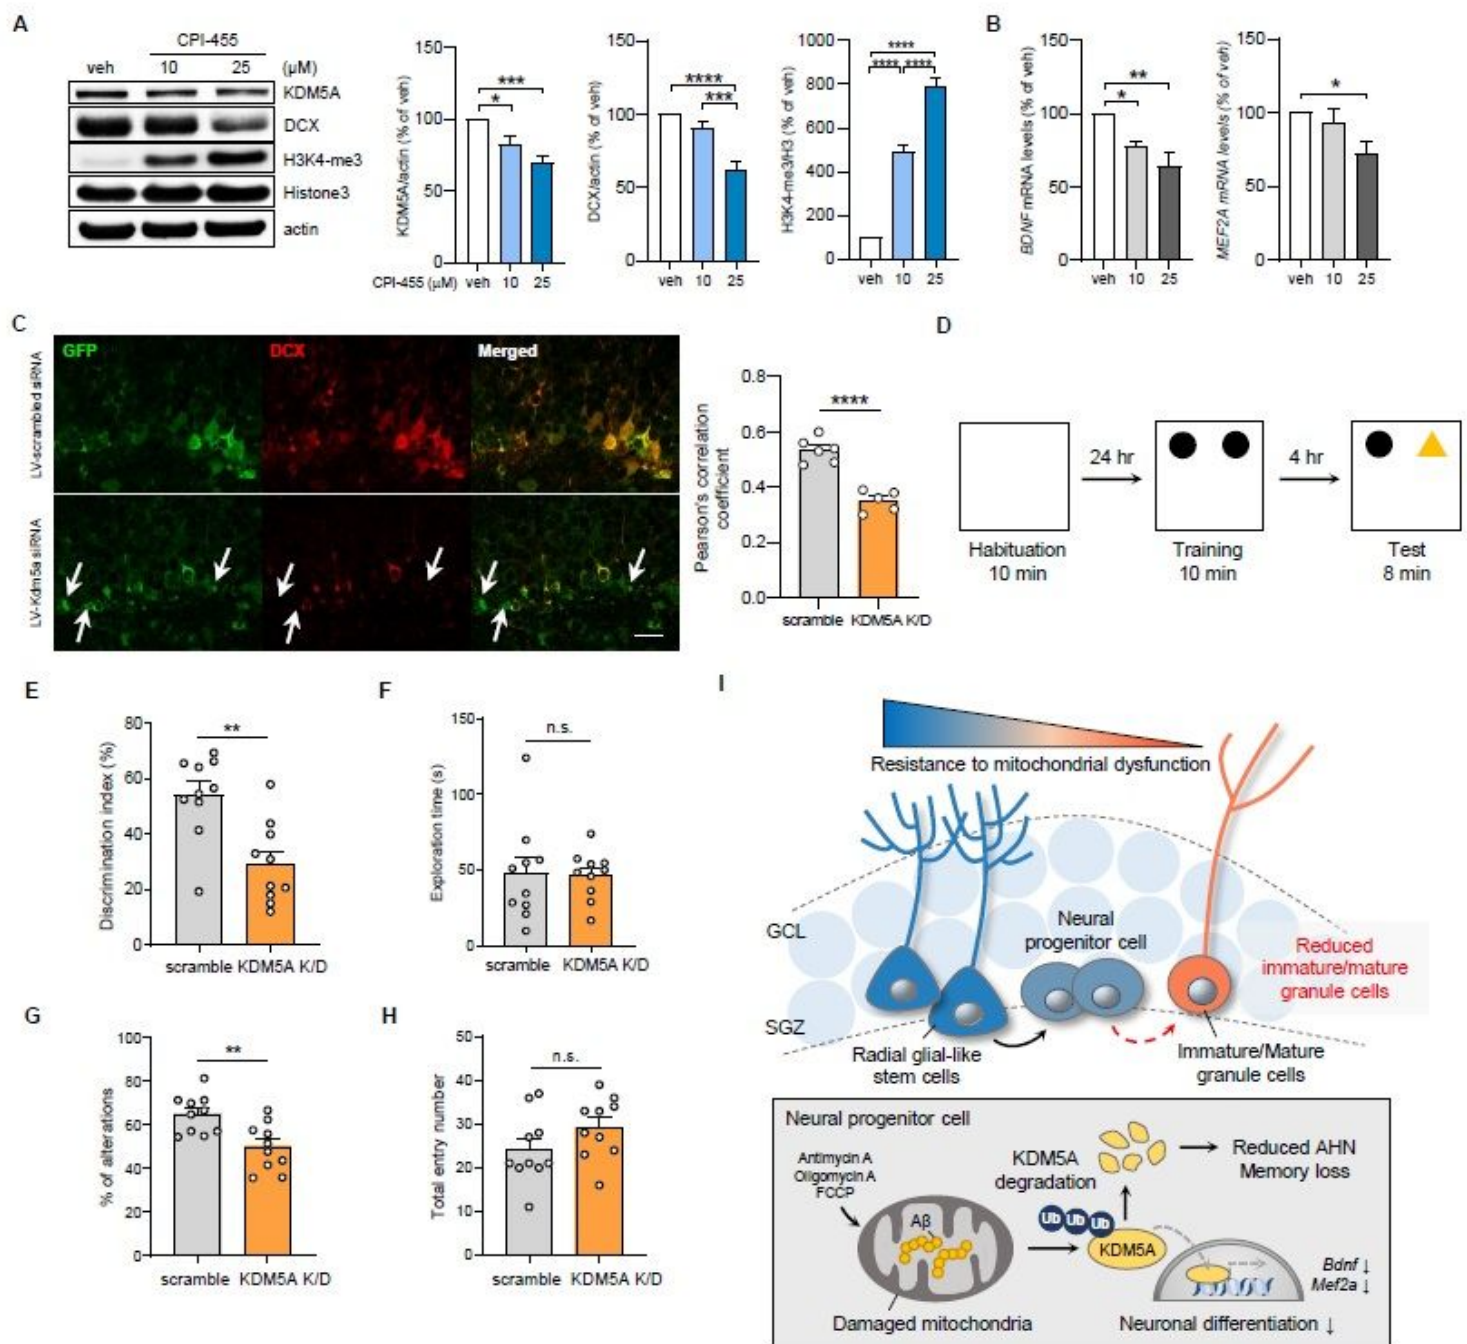 A
CPI-455
veh 10 25 (µM)
KDM5A
DCX
H3K4-me3
Histone3
actin
KDM5A/actin (% of veh)
150
100
50
0
*
***
CPI-455 (µM) veh 10 25
DCX/actin (% of veh)
150
100
50
0
****
***
veh 10 25
H3K4-me3/H3 (% of veh)
1000
800
600
400
200
0
****
**** ****
veh 10 25
B
BDNF mRNA levels (% of veh)
150
100
50
0
**
*
veh 10 25
MEF2A mRNA levels (% of veh)
150
100
50
0
*
veh 10 25
C
LV-scrambled siRNA
LV-Kdm5a siRNA
GFP
DCX
Merged
Pearson's correlation
coefficient
0.8
0.6
0.4
0.2
0.0
****
scramble KDM5A K/D
D
24 hr
4 hr
Habituation
10 min
Training
10 min
Test
8 min
E
Discrimination index (%)
80
60
40
20
0
**
scramble KDM5A K/D
F
Exploration time (s)
150
100
50
0
n.s.
scramble KDM5A K/D
G
% of alterations
100
80
60
40
20
0
**
scramble KDM5A K/D
H
Total entry number
50
40
30
20
10
0
n.s.
scramble KDM5A K/D
I
Resistance to mitochondrial dysfunction
GCL
SGZ
Neural
progenitor cell
Reduced
immature/mature
granule cells
Radial glial-like
stem cells
Immature/Mature
granule cells
Neural progenitor cell
Antimycin A
Oligomycin A
FCCP
Aβ
Damaged mitochondria
KDM5A
degradation
Ub Ub Ub
KDM5A
Reduced AHN
Memory loss
Bdnf ↓
Mef2a ↓
Neuronal differentiation ↓